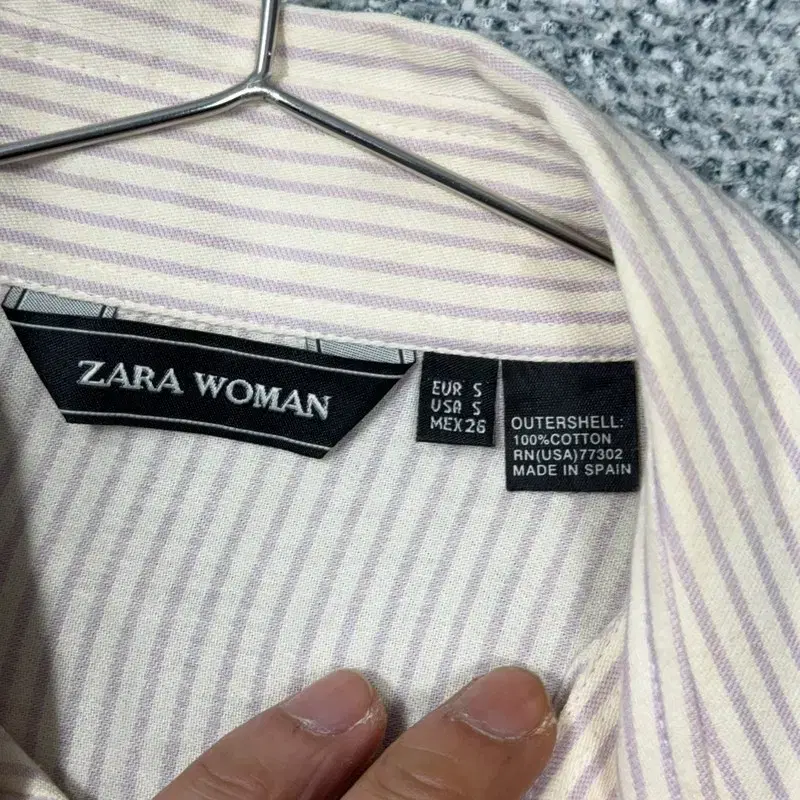 ZARA WOMAN
EUR S
USA S
MEX 26
OUTERSHELL:
100%COTTON
RN(USA)77302
MADE IN SPAIN